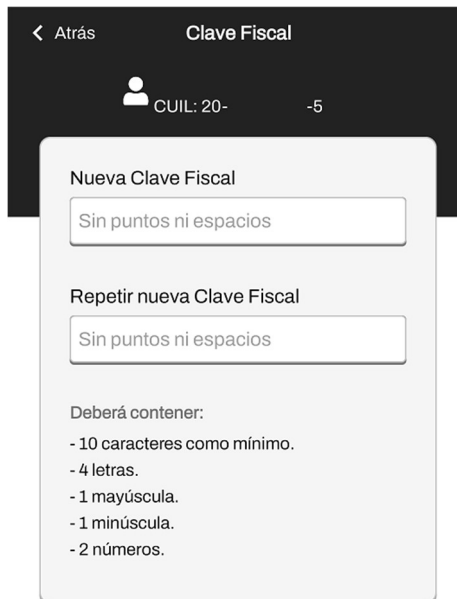 Atrás
Clave Fiscal
CUIL: 20- -5
Nueva Clave Fiscal
Sin puntos ni espacios
Repetir nueva Clave Fiscal
Sin puntos ni espacios
Deberá contener:
- 10 caracteres como mínimo.
- 4 letras.
- 1 mayúscula.
- 1 minúscula.
- 2 números.